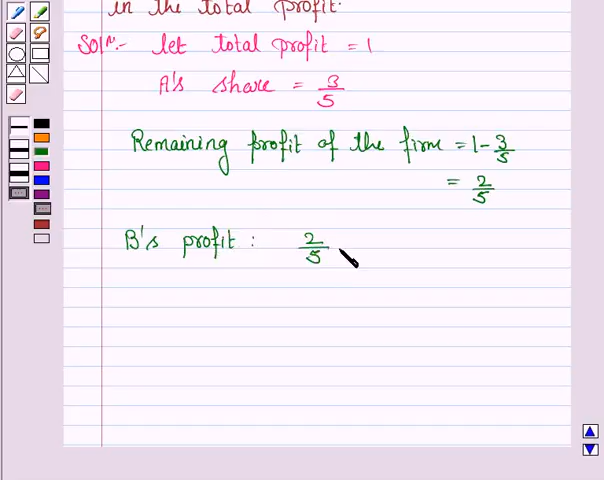 in the total profit.
Soln:- let total profit = 1
A's share = 3/5
Remaining profit of the firm = 1 - 3/5
= 2/5
B's profit : 2/5